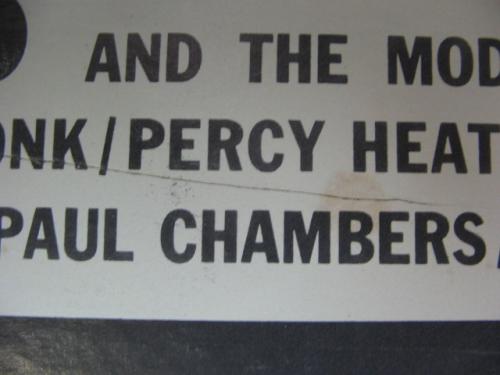 AND THE MOD
ONK/PERCY HEAT
PAUL CHAMBERS/